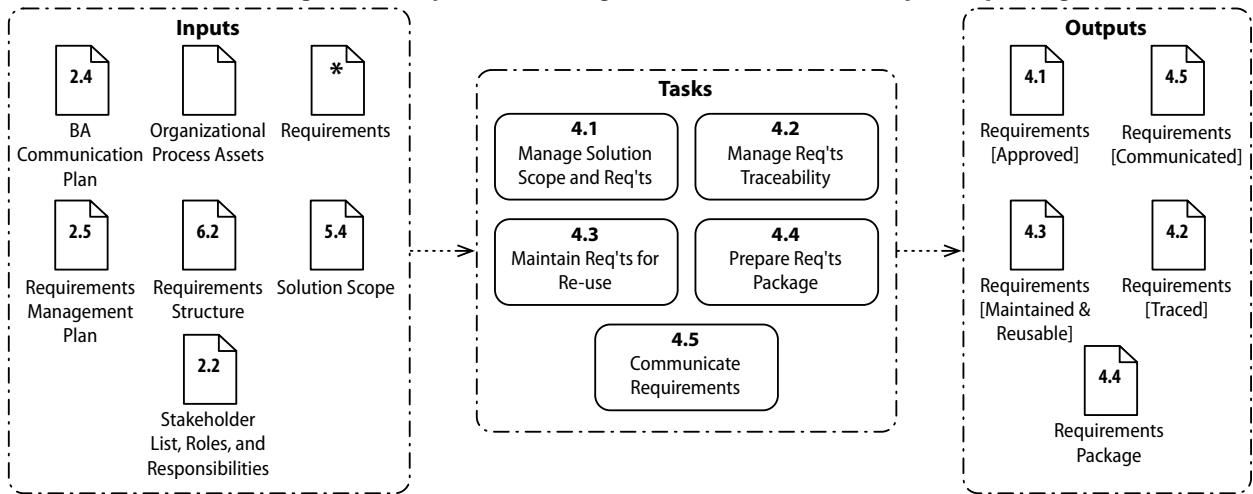 Inputs
2.4
BA
Communication
Plan
Organizational
Process Assets
*
Requirements
2.5
Requirements
Management
Plan
6.2
Requirements
Structure
5.4
Solution Scope
2.2
Stakeholder
List, Roles, and
Responsibilities
Tasks
4.1
Manage Solution
Scope and Req'ts
4.2
Manage Req'ts
Traceability
4.3
Maintain Req'ts for
Re-use
4.4
Prepare Req'ts
Package
4.5
Communicate
Requirements
Outputs
4.1
Requirements
[Approved]
4.5
Requirements
[Communicated]
4.3
Requirements
[Maintained &
Reusable]
4.2
Requirements
[Traced]
4.4
Requirements
Package